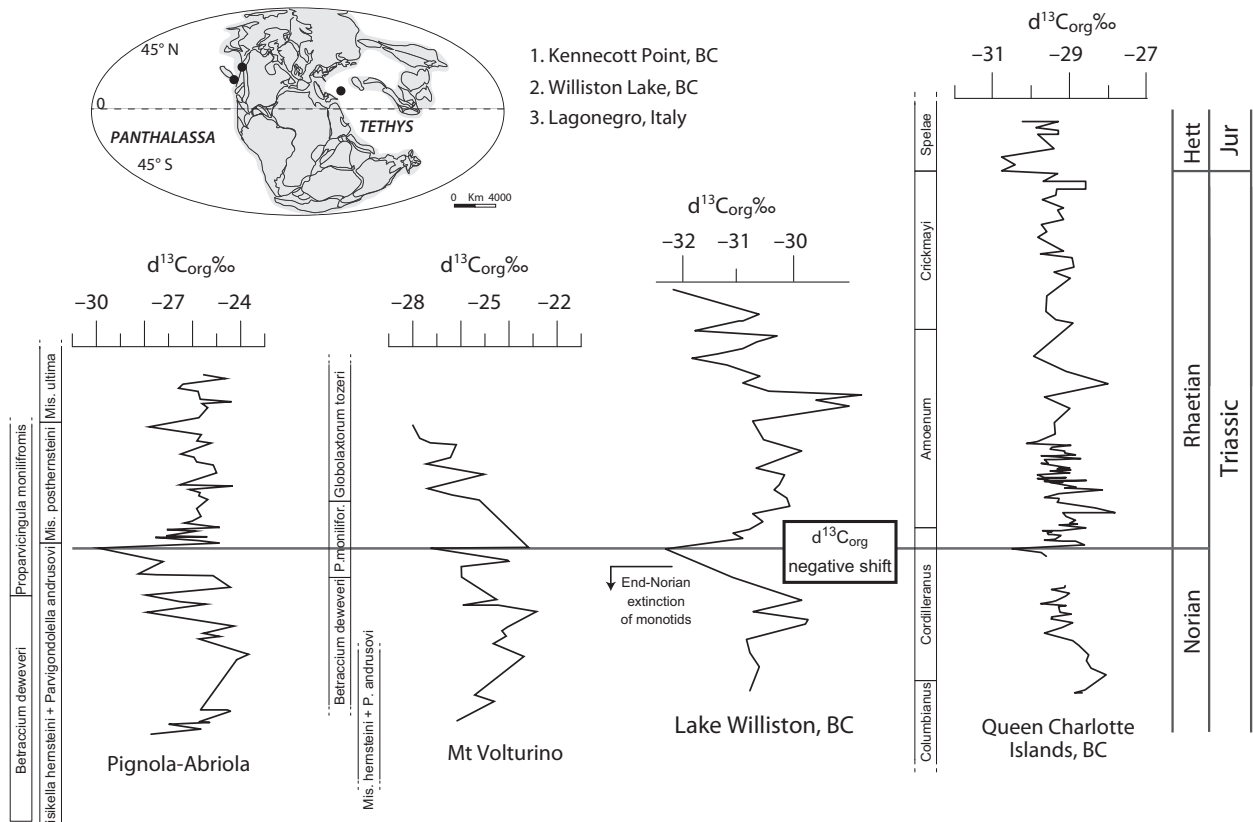 45° N
0
PANTHALASSA
TETHYS
45° S
0 Km 4000
1. Kennecott Point, BC
2. Williston Lake, BC
3. Lagonegro, Italy
d¹³Corg‰
−31 −29 −27
d¹³Corg‰
−32 −31 −30
d¹³Corg‰
−30 −27 −24
d¹³Corg‰
−28 −25 −22
Betraccium deweveri
Proparvicingula monilifromis
isikella hernsteini + Parvigondolella andrusovi
Mis. posthernsteini
Mis. ultima
Pignola-Abriola
Betraccium deweveri
P.monilifor.
Globolaxtorum tozeri
Mis. hernsteini + P. andrusovi
Mt Volturino
d¹³Corg
negative shift
End-Norian
extinction
of monotids
Lake Williston, BC
Columbianus
Cordilleranus
Amoenum
Crickmayi
Spelae
Queen Charlotte
Islands, BC
Norian
Rhaetian
Hett
Triassic
Jur